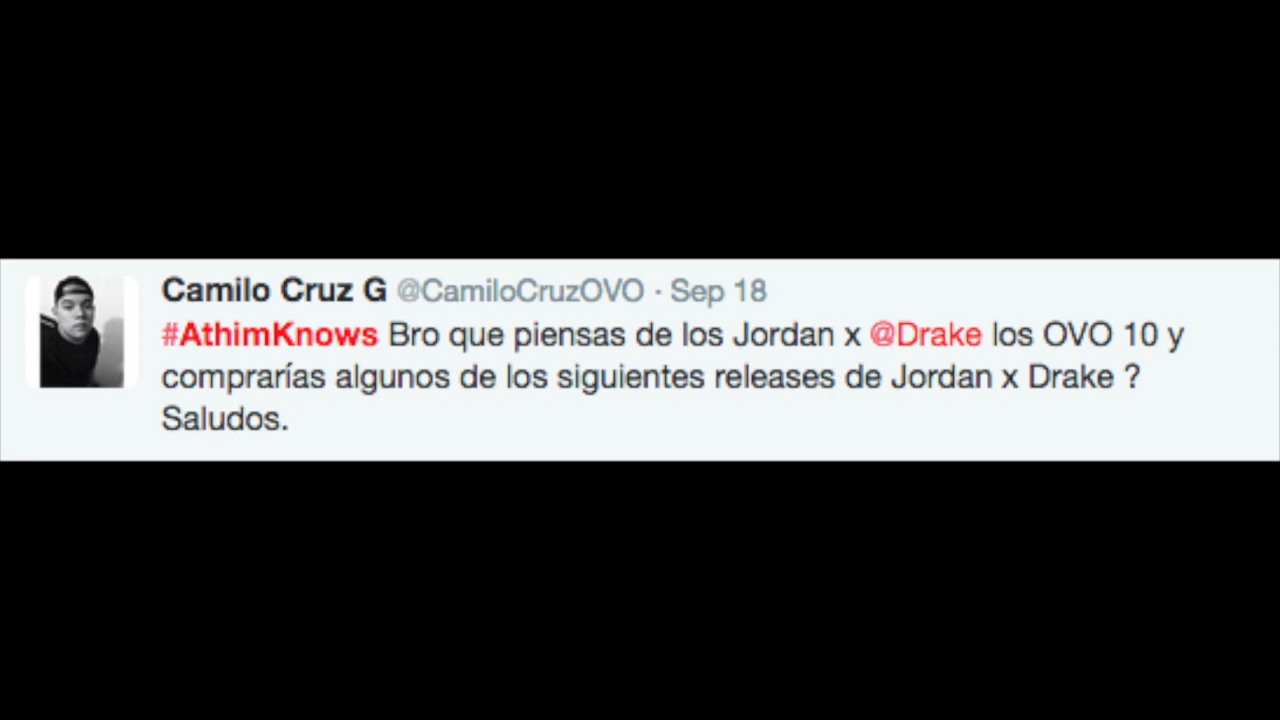 Camilo Cruz G @CamiloCruzOVO · Sep 18
#AthimKnows Bro que piensas de los Jordan x @Drake los OVO 10 y
comprarías algunos de los siguientes releases de Jordan x Drake ?
Saludos.